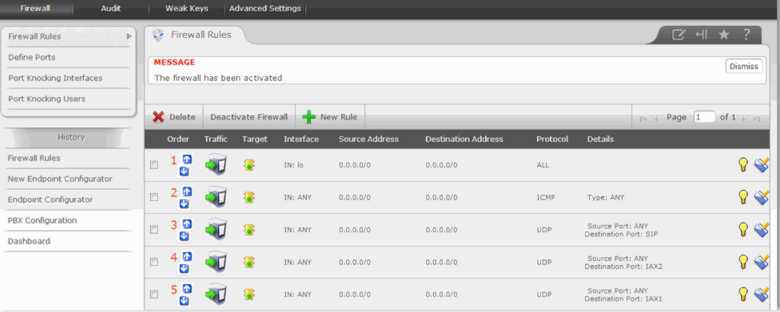 Firewall
Audit
Weak Keys
Advanced Settings
Firewall Rules
Define Ports
Port Knocking Interfaces
Port Knocking Users
History
Firewall Rules
New Endpoint Configurator
Endpoint Configurator
PBX Configuration
Dashboard
Firewall Rules
?
MESSAGE
Dismiss
The firewall has been activated
Delete Deactivate Firewall New Rule Page 1 of 1
Order Traffic Target Interface Source Address Destination Address Protocol Details
1 IN: lo 0.0.0.0/0 0.0.0.0/0 ALL
2 IN: ANY 0.0.0.0/0 0.0.0.0/0 ICMP Type: ANY
3 IN: ANY 0.0.0.0/0 0.0.0.0/0 UDP Source Port: ANY
Destination Port: SIP
4 IN: ANY 0.0.0.0/0 0.0.0.0/0 UDP Source Port: ANY
Destination Port: IAX2
5 IN: ANY 0.0.0.0/0 0.0.0.0/0 UDP Source Port: ANY
Destination Port: IAX1